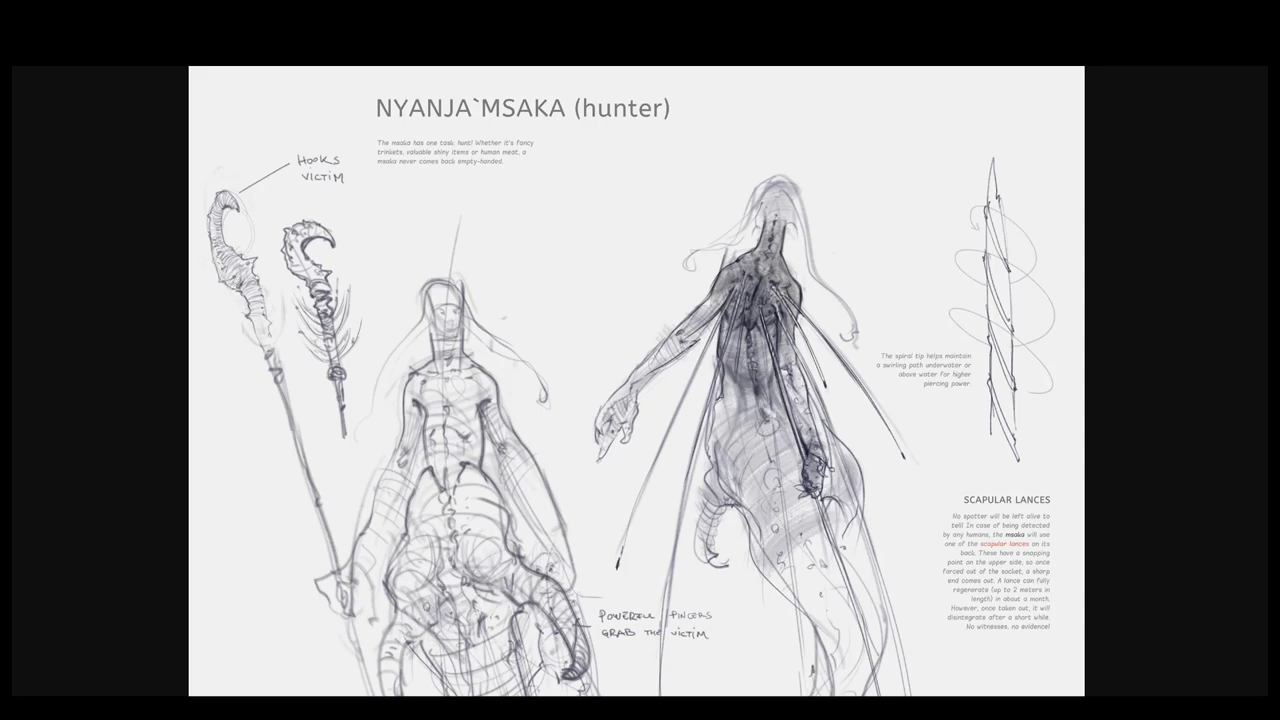 NYANJA`MSAKA (hunter)
The msaka has one task: hunt! Whether it's fancy
trinkets, valuable shiny items or human meat, a
msaka never comes back empty-handed.
HOOKS
VICTIM
The spiral tip helps maintain
a swirling path underwater or
above water for higher
piercing power.
SCAPULAR LANCES
No spotter will be left alive to
tell! In case of being detected
by any humans, the msaka will use
one of the scapular lances on its
back. These have a snapping
point on the upper side, so once
forced out of the socket, a sharp
end comes out. A lance can fully
regenerate (up to 2 meters in
length) in about a month.
However, once taken out, it will
disintegrate after a short while.
No witnesses, no evidence!
POWERFUL PINCERS
GRAB THE VICTIM